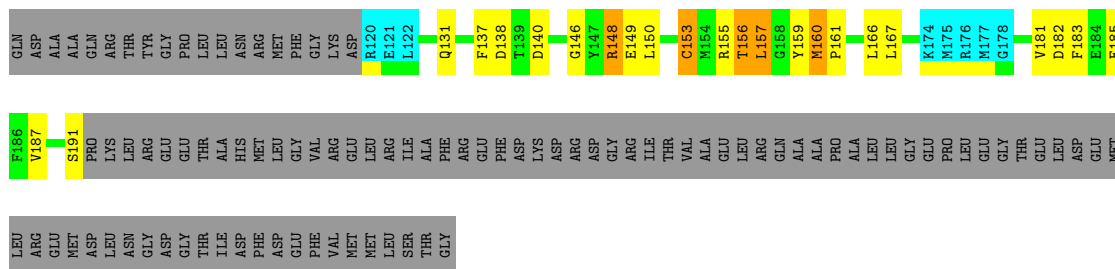 GLN ASP ALA ALA GLN ARG THR TYR GLY PRO LEU LEU ASN ARG MET PHE GLY LYS ASP R120 E121 L122 Q131 F137 D138 T139 D140 G146 Y147 R148 E149 L150 C153 M154 R155 T156 L157 G158 Y159 M160 P161 L166 L167 K174 M175 R176 M177 G178 V181 D182 F183 E184 E185
F186 V187 S191 PRO LYS LEU ARG GLU GLU THR ALA HIS MET LEU GLY VAL ARG GLU LEU ARG ILE ALA PHE ARG GLU PHE ASP LYS ASP ARG ASP GLY ARG ILE THR VAL ALA GLU LEU ARG GLN ALA ALA PRO ALA LEU LEU GLY GLU PRO LEU GLU GLY THR GLU LEU ASP GLU MET
LEU ARG GLU MET ASP LEU ASN GLY ASP GLY THR ILE ASP PHE ASP GLU PHE VAL MET MET LEU SER THR GLY